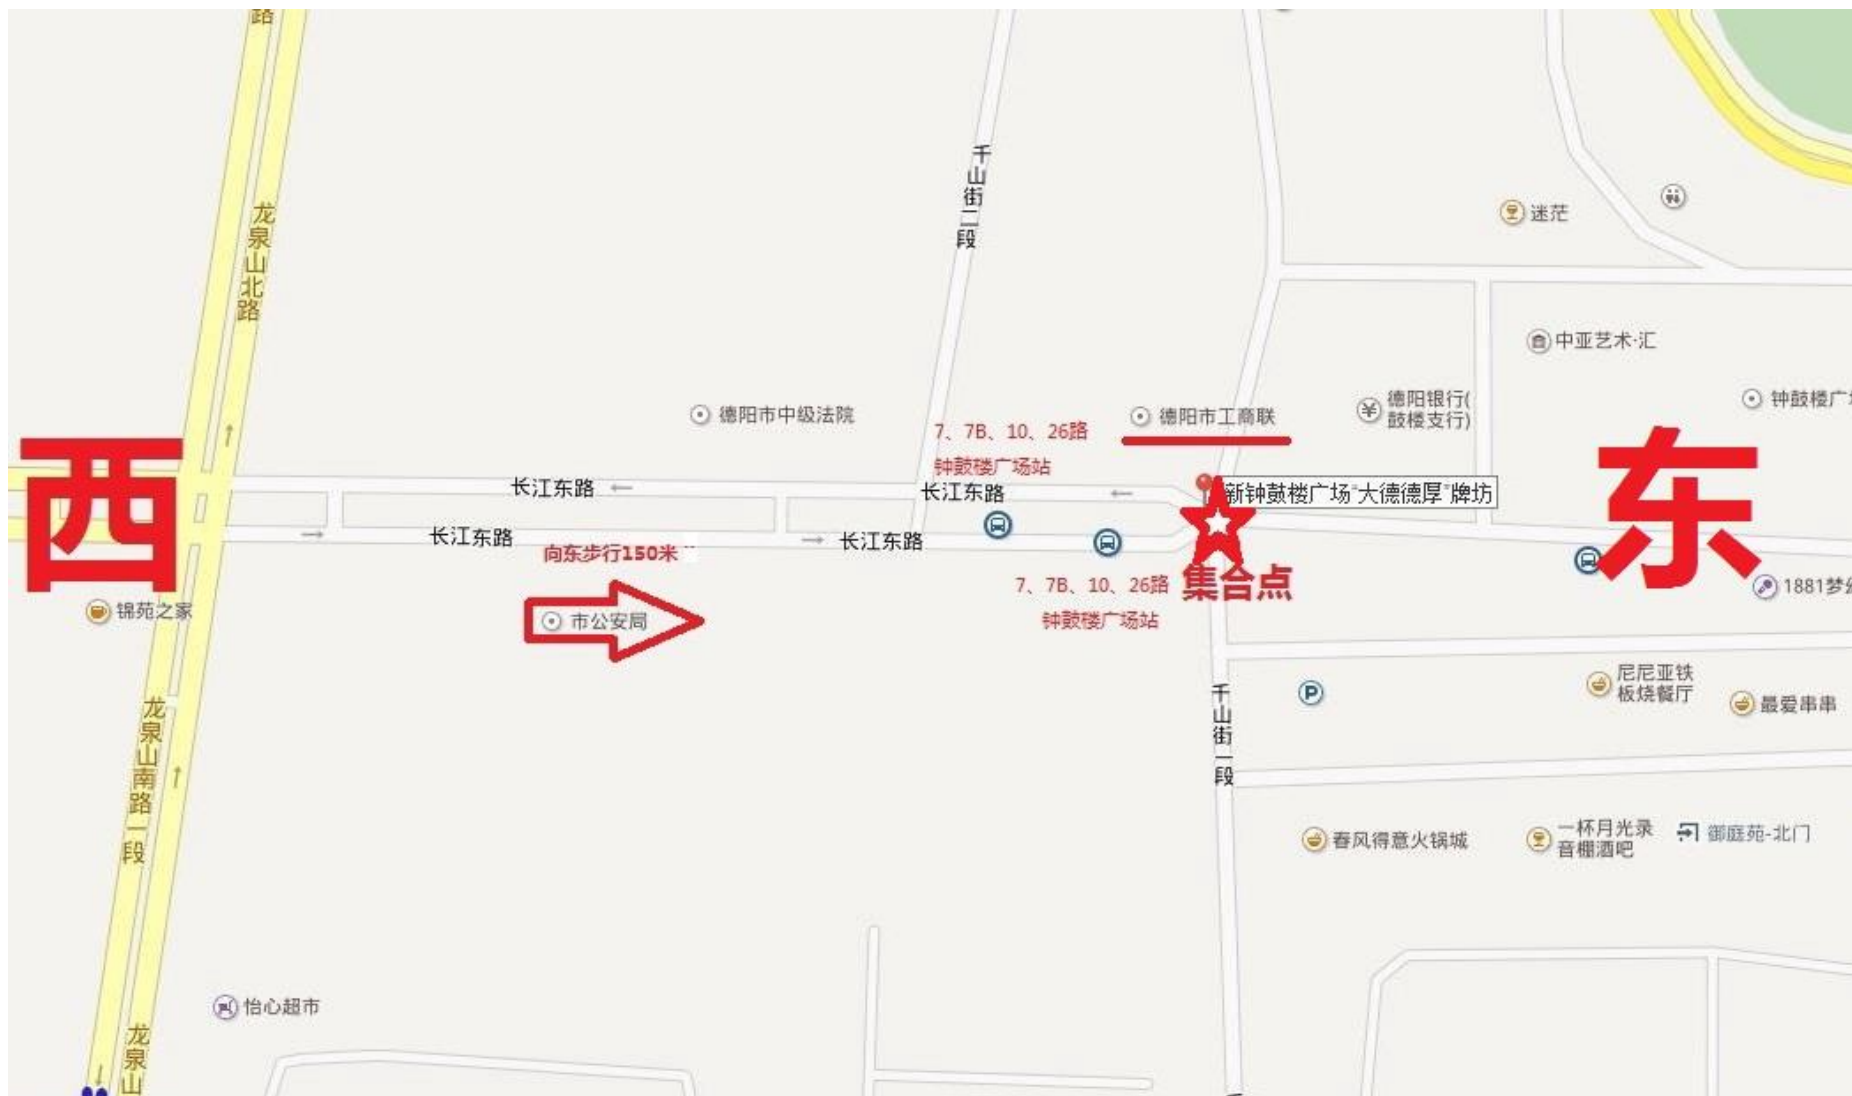 路
龙泉山北路
千山街二段
迷茫
中亚艺术·汇
德阳市中级法院
7、7B、10、26路
钟鼓楼广场站
德阳市工商联
德阳银行(
鼓楼支行)
钟鼓楼广
西
东
长江东路
长江东路
新钟鼓楼广场“大德德厚”牌坊
长江东路
长江东路
向东步行150米
7、7B、10、26路
钟鼓楼广场站
集合点
1881梦
锦苑之家
市公安局
龙泉山南路一段
千山街一段
P
尼尼亚铁
板烧餐厅
最爱串串
春风得意火锅城
一杯月光录
音棚酒吧
御庭苑-北门
怡心超市
龙泉山